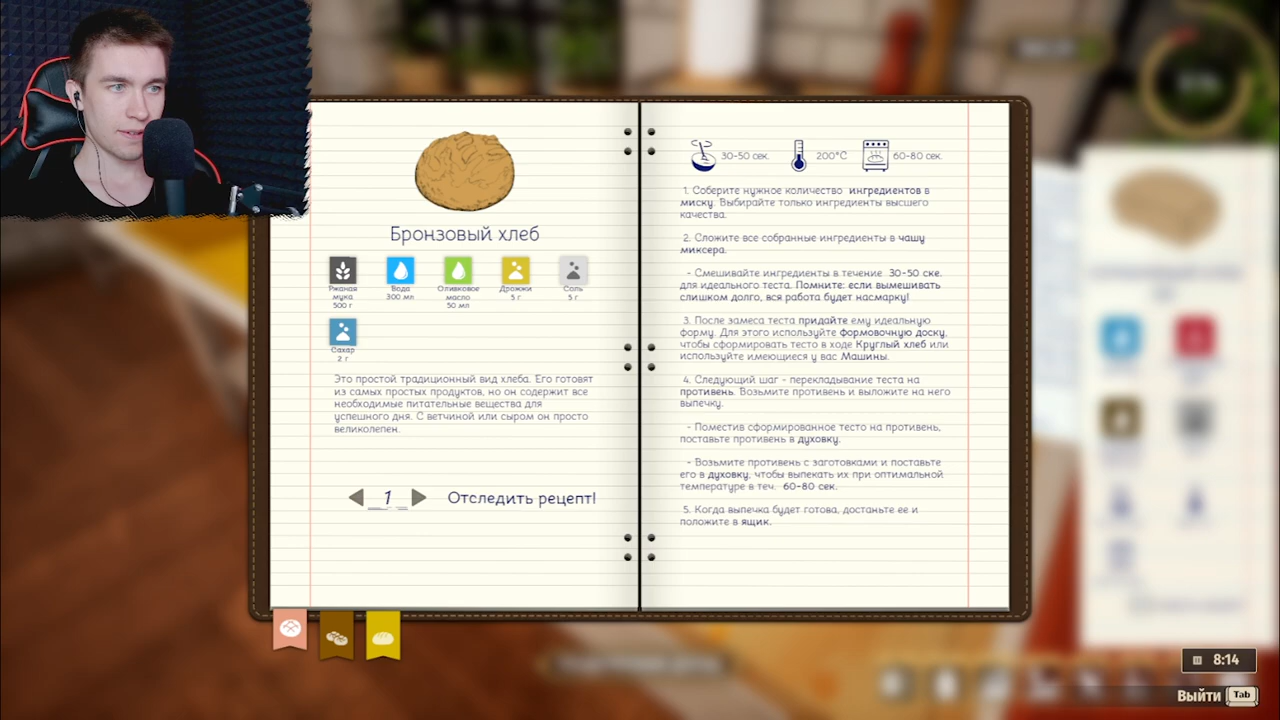 Бронзовый хлеб
Ржаная мука 500 г
Вода 300 мл
Оливковое масло 50 мл
Дрожжи 5 г
Соль 5 г
Сахар 2 г
Это простой традиционный вид хлеба. Его готовят
из самых простых продуктов, но он содержит все
необходимые питательные вещества для
успешного дня. С ветчиной или сыром он просто
великолепен.
1
Отследить рецепт!
30-50 сек.
200°C
60-80 сек.
1. Соберите нужное количество ингредиентов в
миску. Выбирайте только ингредиенты высшего
качества.
2. Сложите все собранные ингредиенты в чашу
миксера.
- Смешивайте ингредиенты в течение 30-50 ске.
для идеального теста. Помните: если вымешивать
слишком долго, вся работа будет насмарку!
3. После замеса теста придайте ему идеальную
форму. Для этого используйте формовочную доску,
чтобы сформировать тесто в ходе Круглый хлеб или
используйте имеющиеся у вас Машины.
4. Следующий шаг - перекладывание теста на
противень. Возьмите противень и выложите на него
выпечку.
- Поместив сформированное тесто на противень,
поставьте противень в духовку.
- Возьмите противень с заготовками и поставьте
его в духовку, чтобы выпекать их при оптимальной
температуре в теч. 60-80 сек.
5. Когда выпечка будет готова, достаньте ее и
положите в ящик.
8:14
Выйти Tab